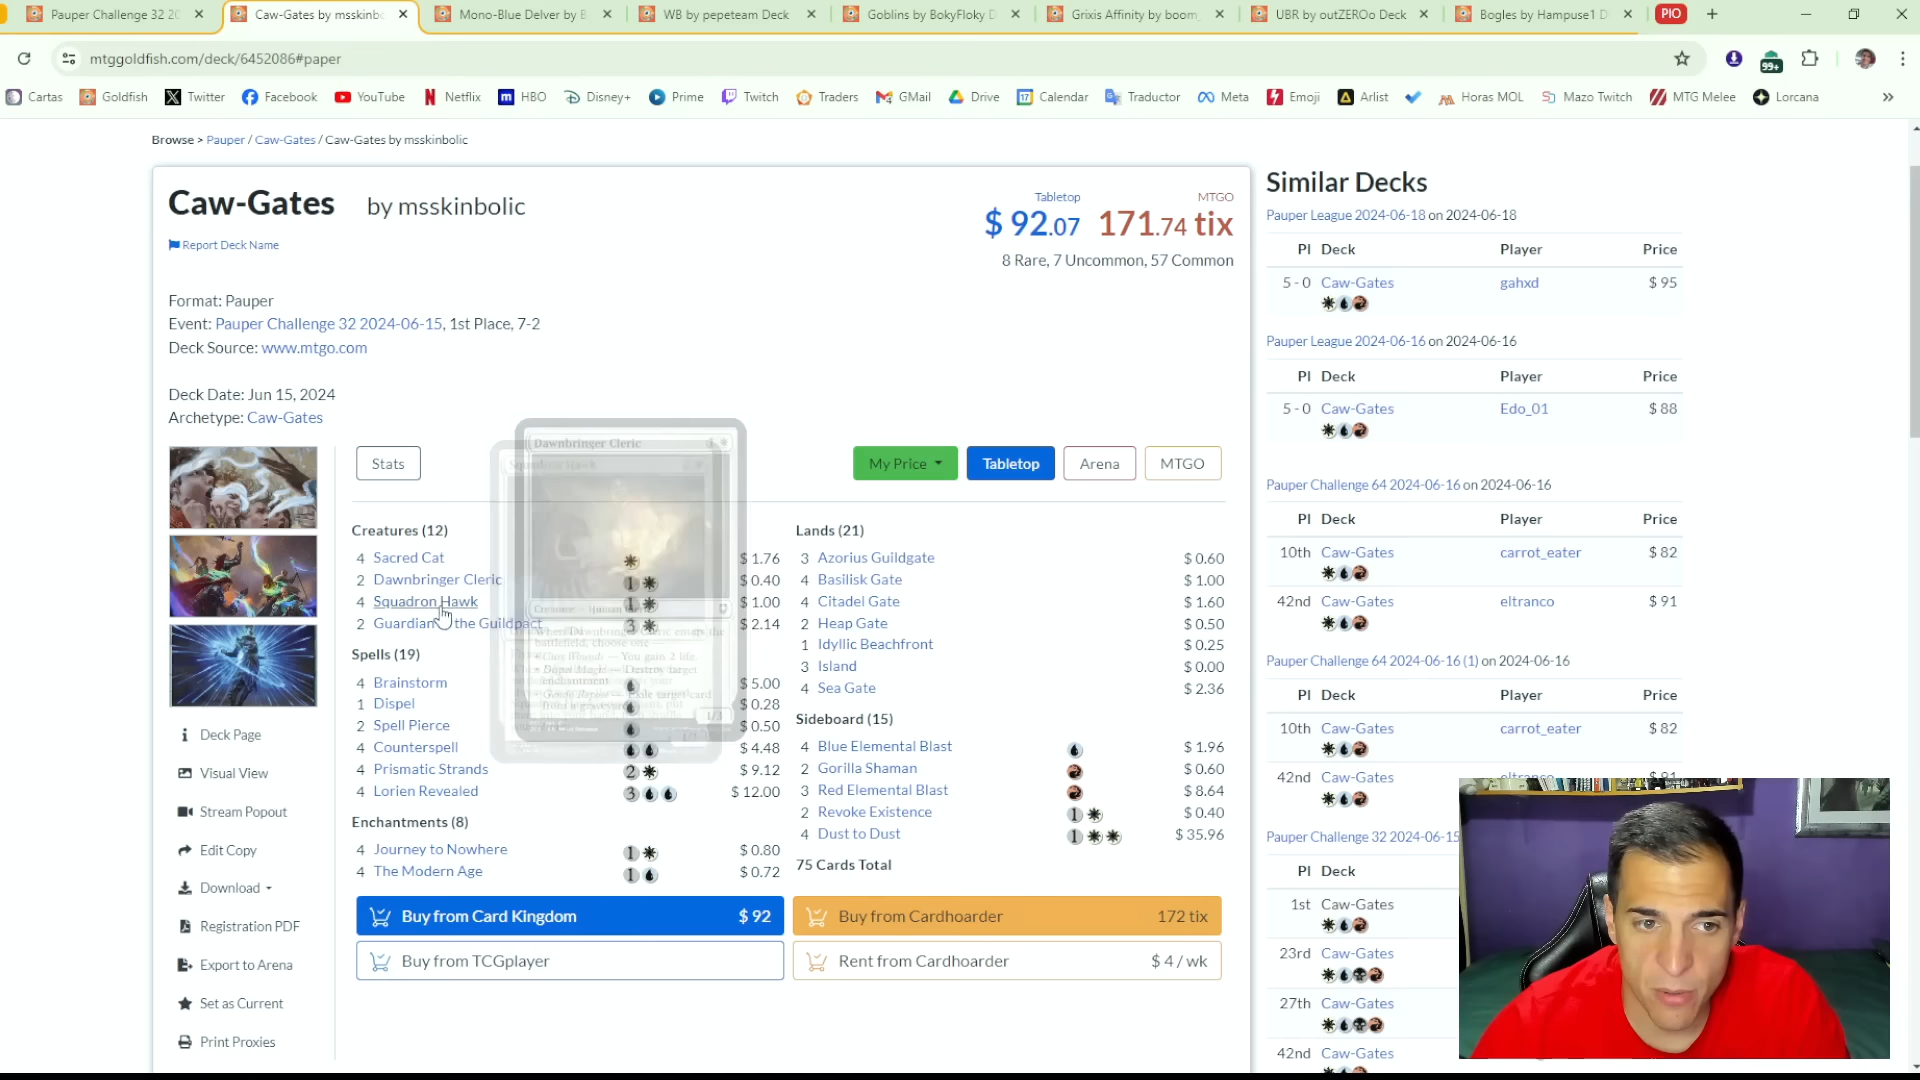 Pauper Challenge 32 20
Caw-Gates by msskinbo
Mono-Blue Delver by B
WB by pepeteam Deck
Goblins by BokyFloky D
Grixis Affinity by boom
UBR by outZEROo Deck
Bogles by Hampuse1 D
PIO
mtggoldfish.com/deck/6452086#paper
99+
Cartas
Goldfish
Twitter
Facebook
YouTube
Netflix
HBO
Disney+
Prime
Twitch
Traders
GMail
Drive
Calendar
Traductor
Meta
Emoji
Arlist
Horas MOL
Mazo Twitch
MTG Melee
Lorcana
Browse > Pauper / Caw-Gates / Caw-Gates by msskinbolic
Caw-Gates by msskinbolic
Report Deck Name
Tabletop
$ 92.07
MTGO
171.74 tix
8 Rare, 7 Uncommon, 57 Common
Format: Pauper
Event: Pauper Challenge 32 2024-06-15, 1st Place, 7-2
Deck Source: www.mtgo.com
Deck Date: Jun 15, 2024
Archetype: Caw-Gates
Stats
My Price
Tabletop
Arena
MTGO
Creatures (12)
4 Sacred Cat $ 1.76
2 Dawnbringer Cleric 1 $ 0.40
4 Squadron Hawk 1 $ 1.00
2 Guardian of the Guildpact 3 $ 2.14
Spells (19)
4 Brainstorm $ 5.00
1 Dispel $ 0.28
2 Spell Pierce $ 0.50
4 Counterspell $ 4.48
4 Prismatic Strands 2 $ 9.12
4 Lorien Revealed 3 $ 12.00
Enchantments (8)
4 Journey to Nowhere 1 $ 0.80
4 The Modern Age 1 $ 0.72
Lands (21)
3 Azorius Guildgate $ 0.60
4 Basilisk Gate $ 1.00
4 Citadel Gate $ 1.60
2 Heap Gate $ 0.50
1 Idyllic Beachfront $ 0.25
3 Island $ 0.00
4 Sea Gate $ 2.36
Sideboard (15)
4 Blue Elemental Blast $ 1.96
2 Gorilla Shaman $ 0.60
3 Red Elemental Blast $ 8.64
2 Revoke Existence 1 $ 0.40
4 Dust to Dust 1 $ 35.96
75 Cards Total
Dawnbringer Cleric
Buy from Card Kingdom $ 92
Buy from Cardhoarder 172 tix
Buy from TCGplayer
Rent from Cardhoarder $ 4 / wk
Deck Page
Visual View
Stream Popout
Edit Copy
Download
Registration PDF
Export to Arena
Set as Current
Print Proxies
Similar Decks
Pauper League 2024-06-18 on 2024-06-18
Pl Deck Player Price
5 - 0 Caw-Gates gahxd $ 95
Pauper League 2024-06-16 on 2024-06-16
Pl Deck Player Price
5 - 0 Caw-Gates Edo_01 $ 88
Pauper Challenge 64 2024-06-16 on 2024-06-16
Pl Deck Player Price
10th Caw-Gates carrot_eater $ 82
42nd Caw-Gates eltranco $ 91
Pauper Challenge 64 2024-06-16 (1) on 2024-06-16
Pl Deck Player Price
10th Caw-Gates carrot_eater $ 82
42nd Caw-Gates eltranco $ 91
Pauper Challenge 32 2024-06-15
Pl Deck
1st Caw-Gates
23rd Caw-Gates
27th Caw-Gates
42nd Caw-Gates